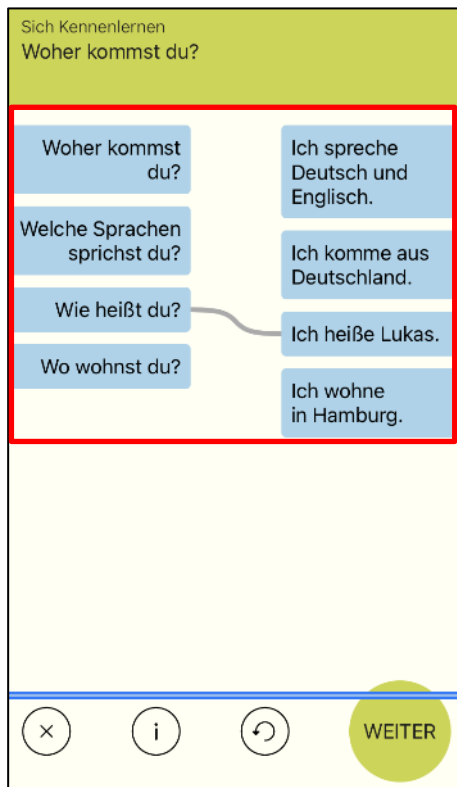 Sich Kennenlernen
Woher kommst du?
Woher kommst
du?
Welche Sprachen
sprichst du?
Wie heißt du?
Wo wohnst du?
Ich spreche
Deutsch und
Englisch.
Ich komme aus
Deutschland.
Ich heiße Lukas.
Ich wohne
in Hamburg.
i
WEITER